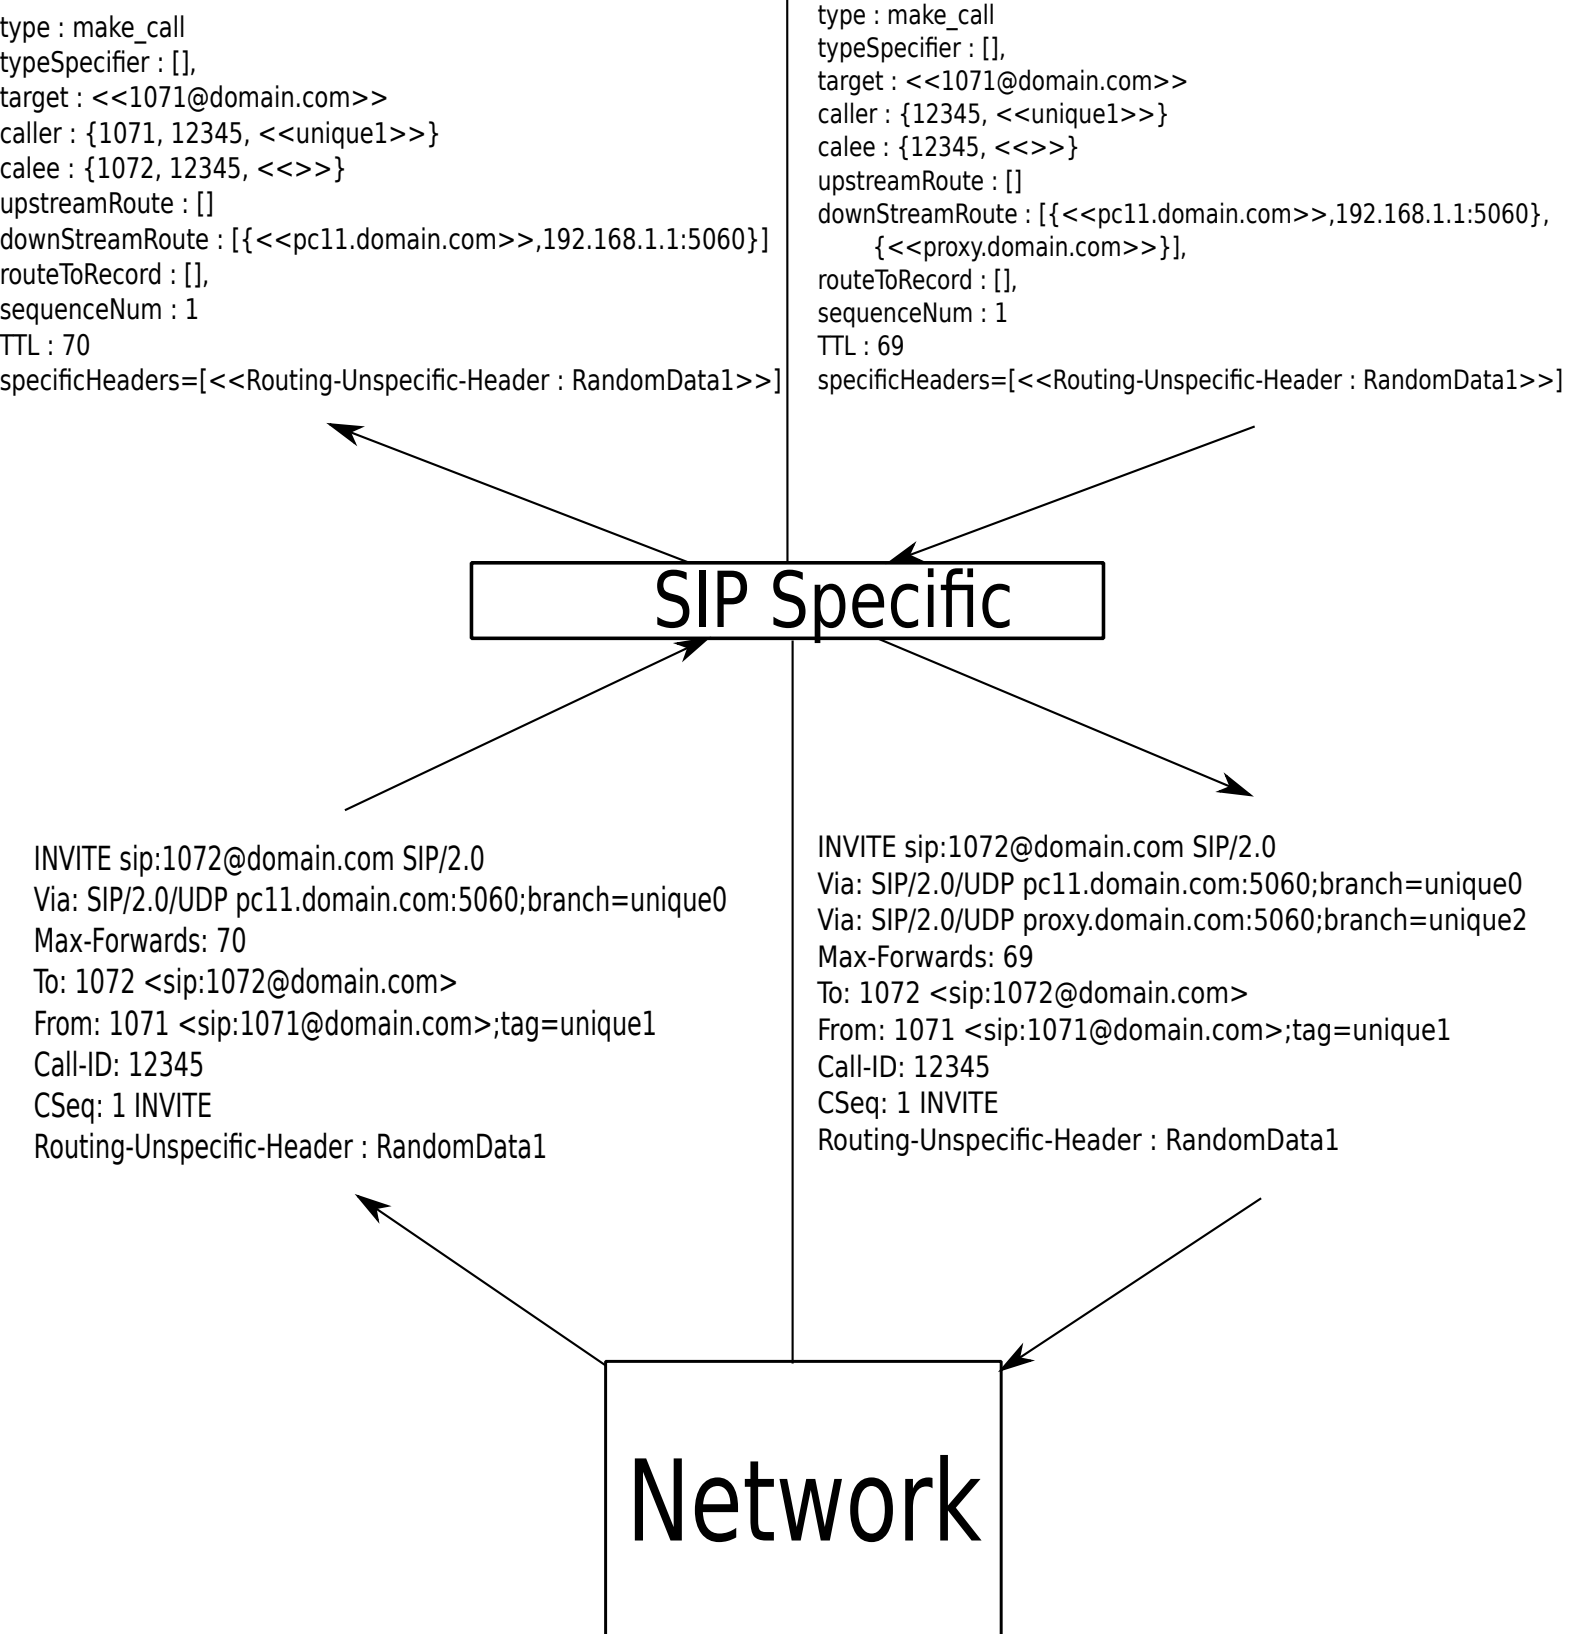 type : make_call
typeSpecifier : [],
target : <<1071@domain.com>>
caller : {1071, 12345, <<unique1>>}
calee : {1072, 12345, <<>>}
upstreamRoute : []
downStreamRoute : [{<<pc11.domain.com>>,192.168.1.1:5060}]
routeToRecord : [],
sequenceNum : 1
TTL : 70
specificHeaders=[<<Routing-Unspecific-Header : RandomData1>>]
type : make_call
typeSpecifier : [],
target : <<1071@domain.com>>
caller : {12345, <<unique1>>}
calee : {12345, <<>>}
upstreamRoute : []
downStreamRoute : [{<<pc11.domain.com>>,192.168.1.1:5060},
{<<proxy.domain.com>>}],
routeToRecord : [],
sequenceNum : 1
TTL : 69
specificHeaders=[<<Routing-Unspecific-Header : RandomData1>>]
SIP Specific
INVITE sip:1072@domain.com SIP/2.0
Via: SIP/2.0/UDP pc11.domain.com:5060;branch=unique0
Max-Forwards: 70
To: 1072 <sip:1072@domain.com>
From: 1071 <sip:1071@domain.com>;tag=unique1
Call-ID: 12345
CSeq: 1 INVITE
Routing-Unspecific-Header : RandomData1
INVITE sip:1072@domain.com SIP/2.0
Via: SIP/2.0/UDP pc11.domain.com:5060;branch=unique0
Via: SIP/2.0/UDP proxy.domain.com:5060;branch=unique2
Max-Forwards: 69
To: 1072 <sip:1072@domain.com>
From: 1071 <sip:1071@domain.com>;tag=unique1
Call-ID: 12345
CSeq: 1 INVITE
Routing-Unspecific-Header : RandomData1
Network